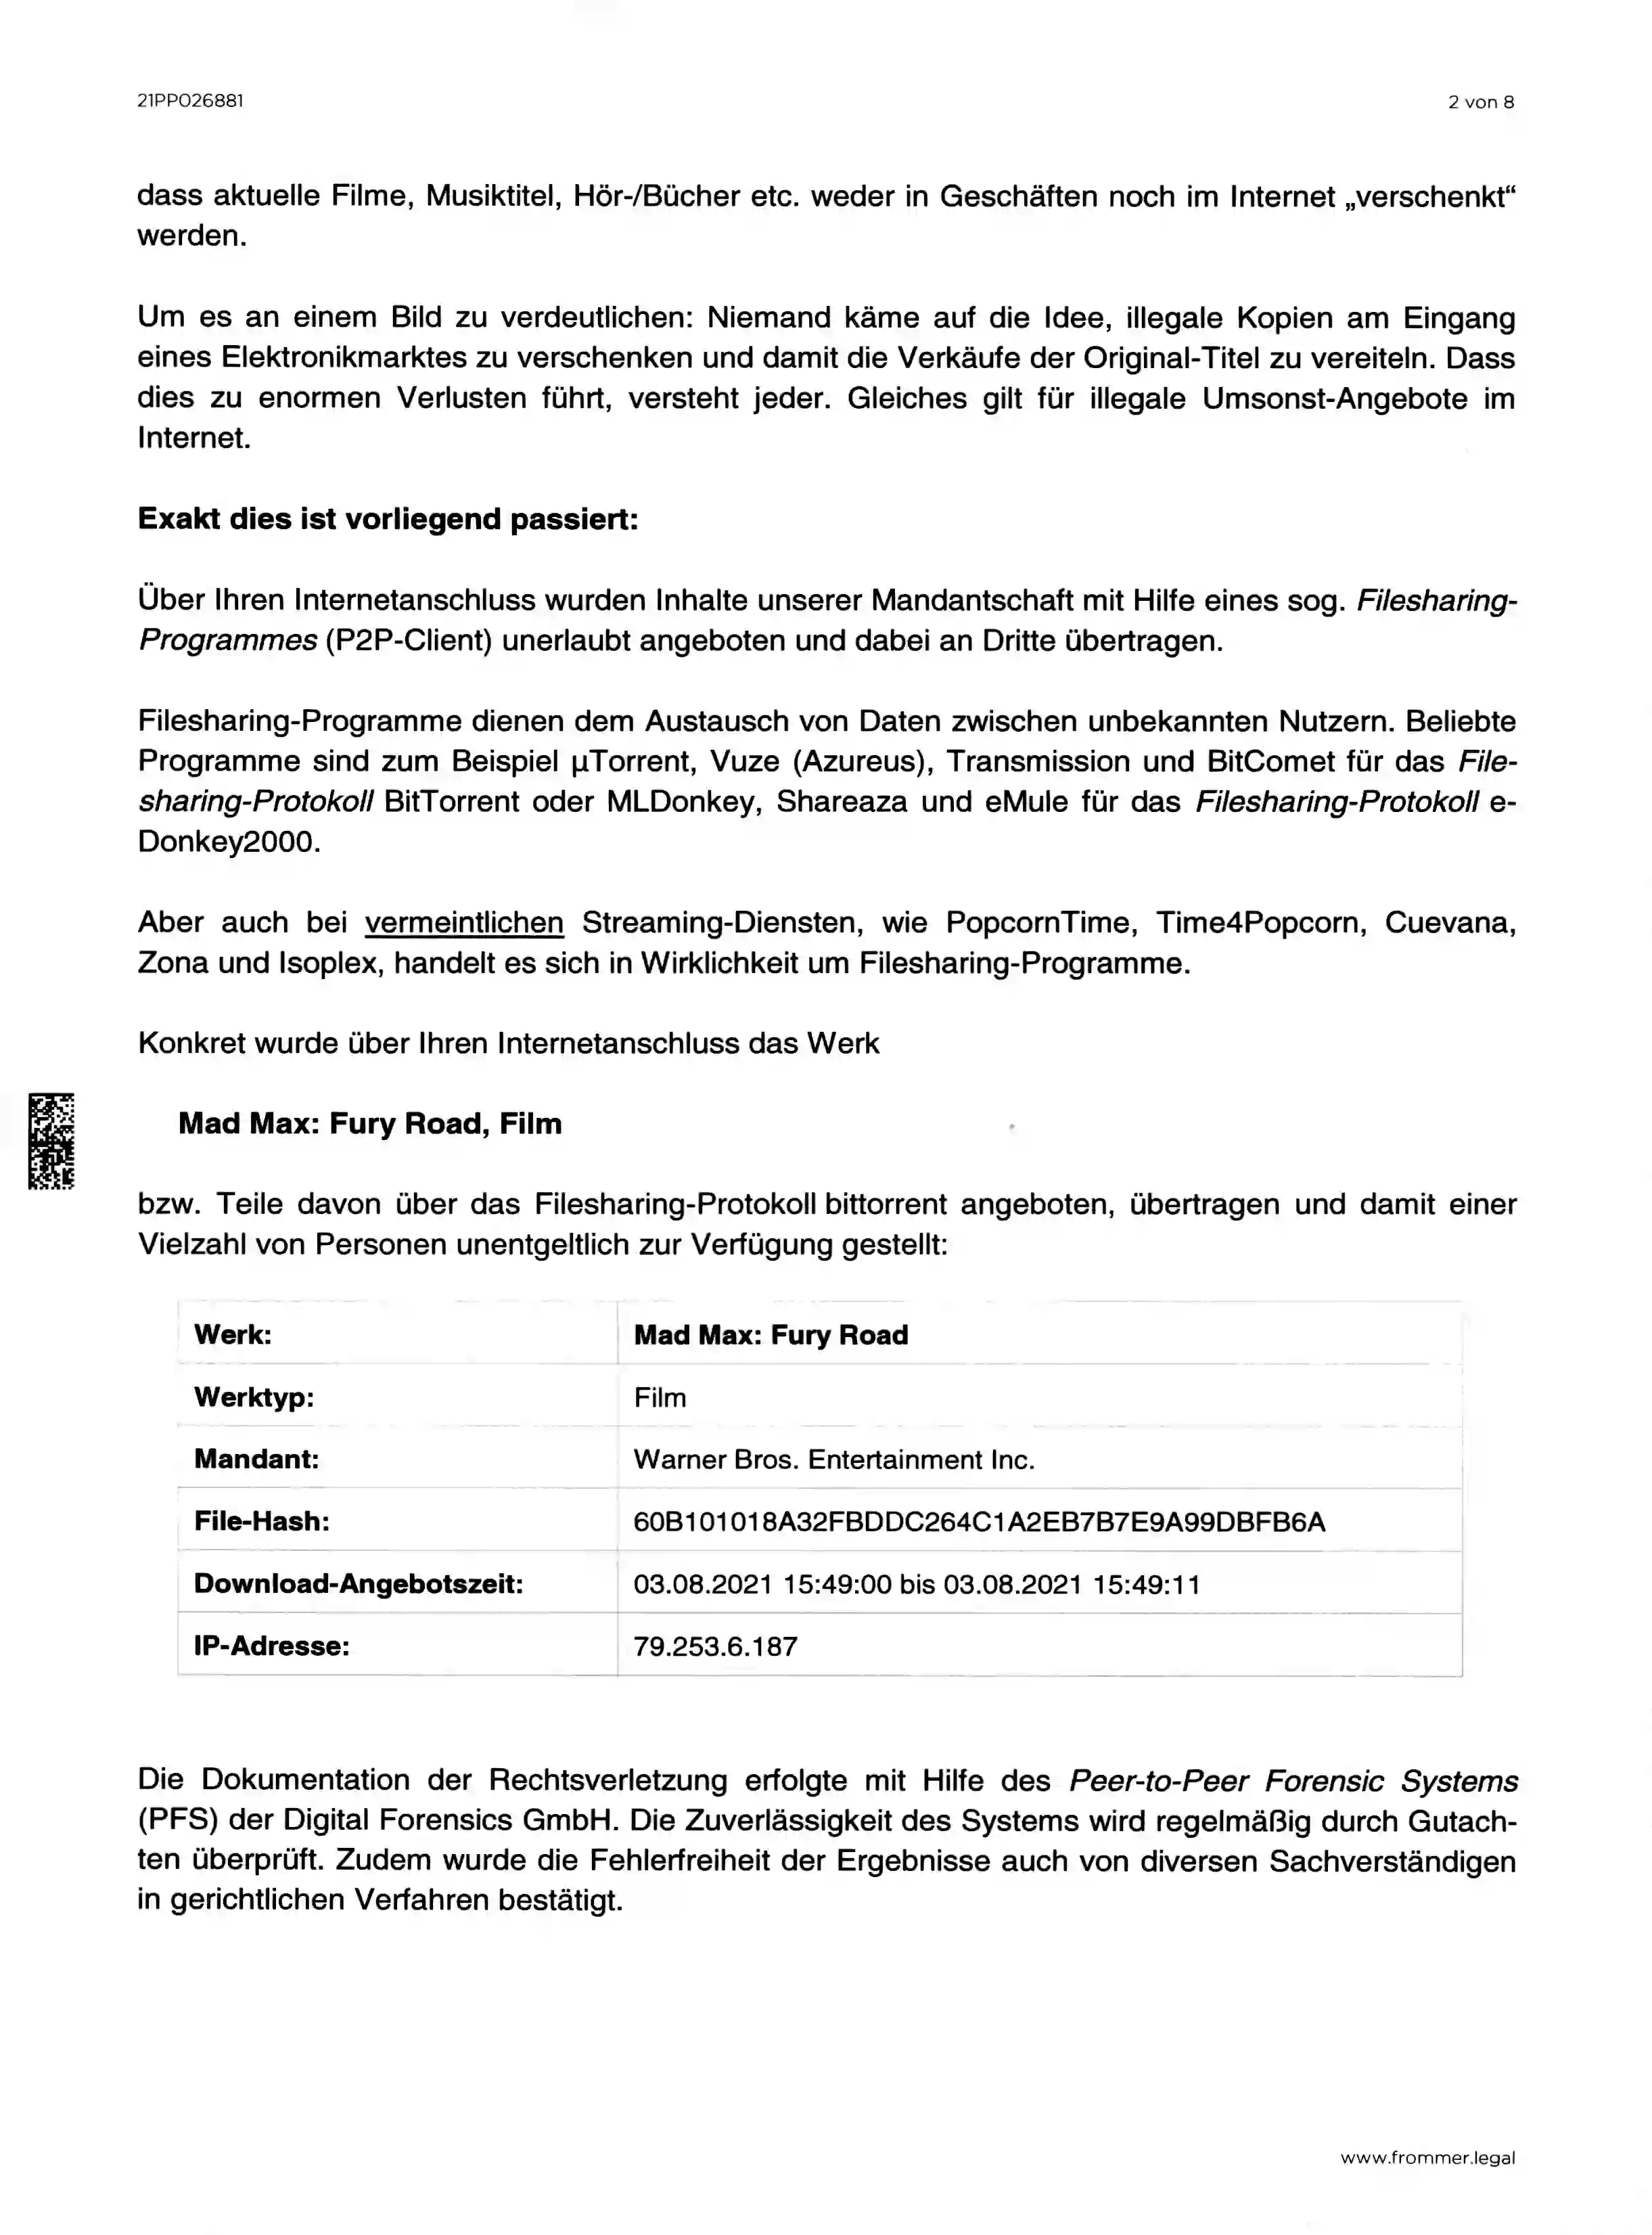 21PP026881
2 von 8
dass aktuelle Filme, Musiktitel, Hör-/Bücher etc. weder in Geschäften noch im Internet „verschenkt“
werden.
Um es an einem Bild zu verdeutlichen: Niemand käme auf die Idee, illegale Kopien am Eingang
eines Elektronikmarktes zu verschenken und damit die Verkäufe der Original-Titel zu vereiteln. Dass
dies zu enormen Verlusten führt, versteht jeder. Gleiches gilt für illegale Umsonst-Angebote im
Internet.
Exakt dies ist vorliegend passiert:
Über Ihren Internetanschluss wurden Inhalte unserer Mandantschaft mit Hilfe eines sog. Filesharing-
Programmes (P2P-Client) unerlaubt angeboten und dabei an Dritte übertragen.
Filesharing-Programme dienen dem Austausch von Daten zwischen unbekannten Nutzern. Beliebte
Programme sind zum Beispiel µTorrent, Vuze (Azureus), Transmission und BitComet für das File-
sharing-Protokoll BitTorrent oder MLDonkey, Shareaza und eMule für das Filesharing-Protokoll e-
Donkey2000.
Aber auch bei vermeintlichen Streaming-Diensten, wie PopcornTime, Time4Popcorn, Cuevana,
Zona und Isoplex, handelt es sich in Wirklichkeit um Filesharing-Programme.
Konkret wurde über Ihren Internetanschluss das Werk
Mad Max: Fury Road, Film
bzw. Teile davon über das Filesharing-Protokoll bittorrent angeboten, übertragen und damit einer
Vielzahl von Personen unentgeltlich zur Verfügung gestellt:
Werk: Mad Max: Fury Road
Werktyp: Film
Mandant: Warner Bros. Entertainment Inc.
File-Hash: 60B101018A32FBDDC264C1A2EB7B7E9A99DBFB6A
Download-Angebotszeit: 03.08.2021 15:49:00 bis 03.08.2021 15:49:11
IP-Adresse: 79.253.6.187
Die Dokumentation der Rechtsverletzung erfolgte mit Hilfe des Peer-to-Peer Forensic Systems
(PFS) der Digital Forensics GmbH. Die Zuverlässigkeit des Systems wird regelmäßig durch Gutach-
ten überprüft. Zudem wurde die Fehlerfreiheit der Ergebnisse auch von diversen Sachverständigen
in gerichtlichen Verfahren bestätigt.
www.frommer.legal